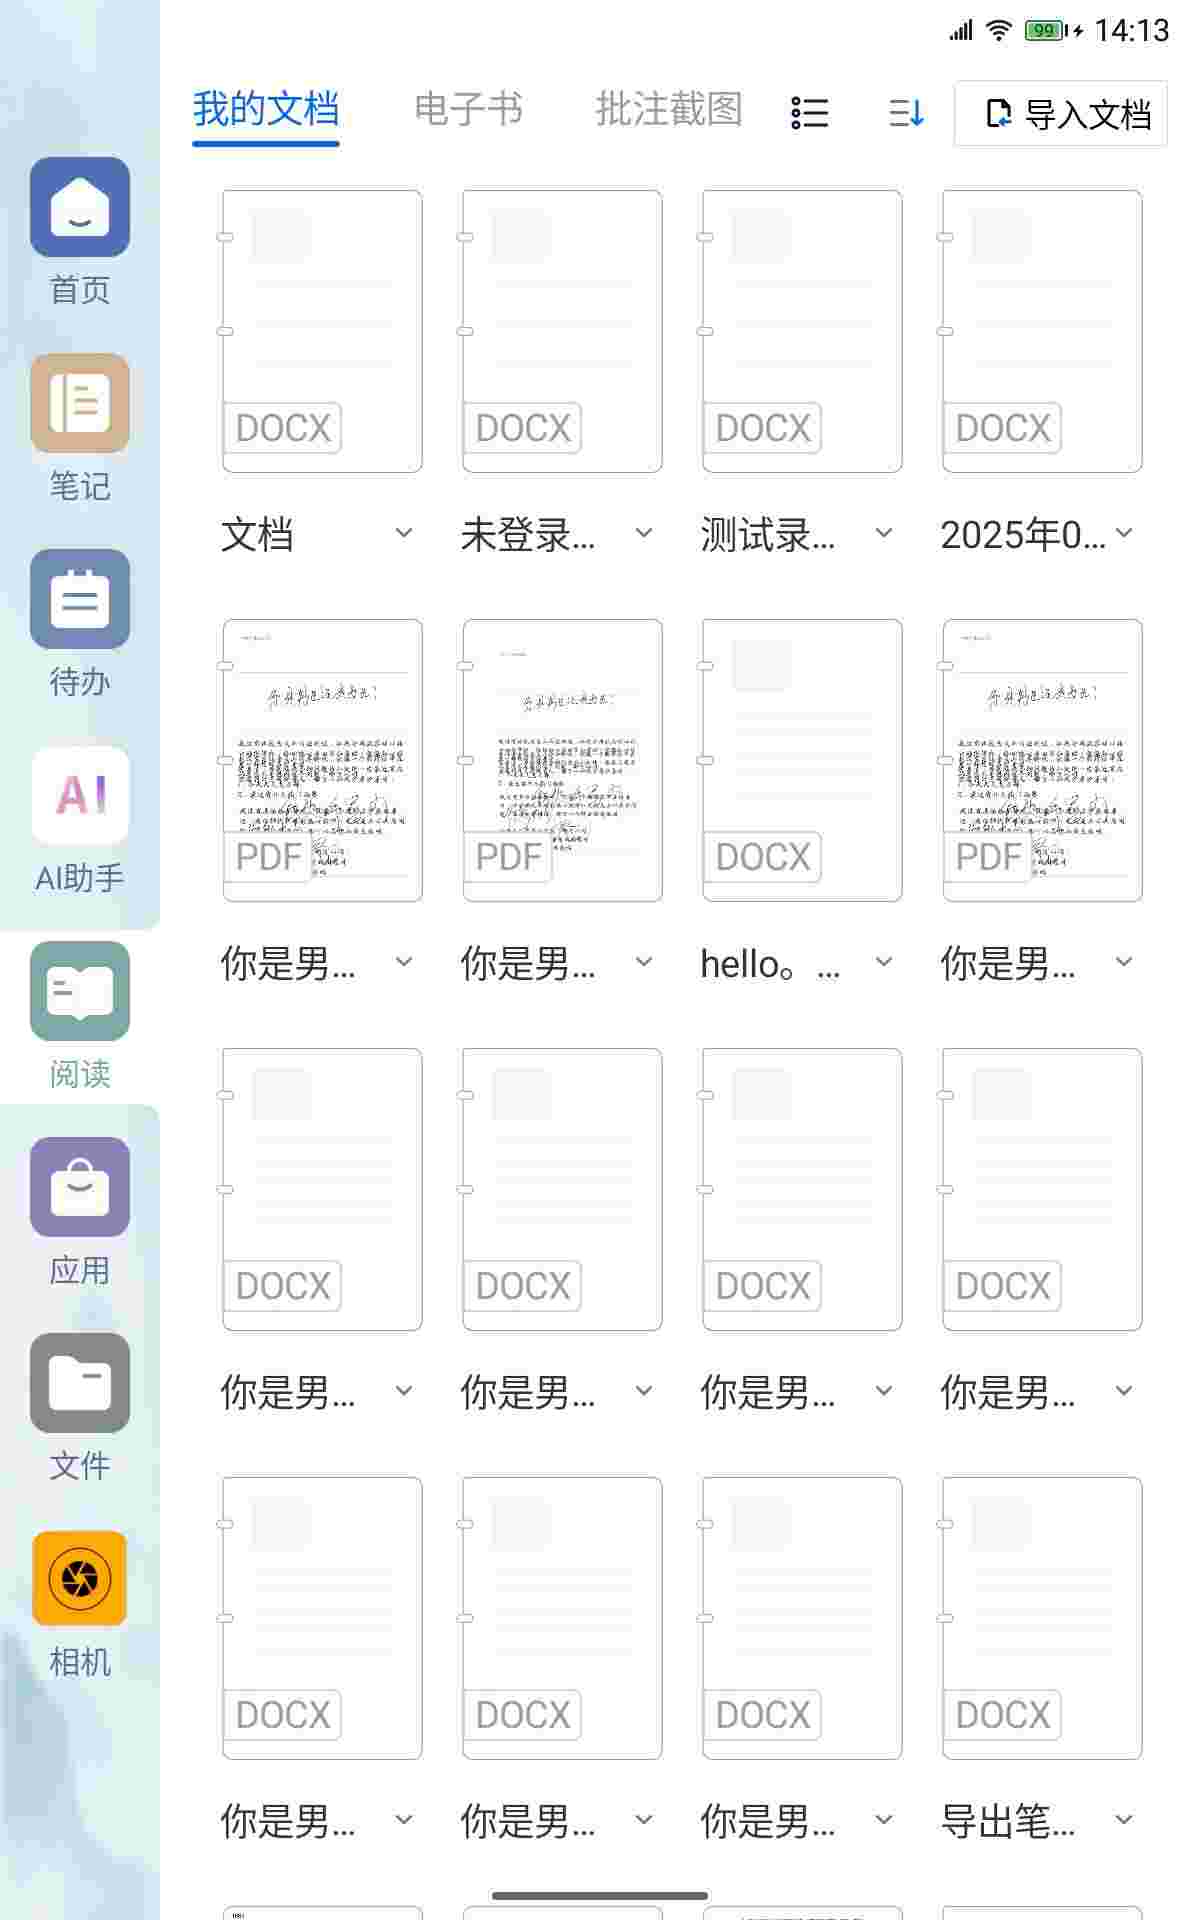 99 14:13
我的文档 电子书 批注截图 导入文档
首页
笔记
待办
AI
AI助手
阅读
应用
文件
相机
DOCX DOCX DOCX DOCX
文档 未登录... 测试录... 2025年0...
PDF PDF DOCX PDF
你是男... 你是男... hello。... 你是男...
DOCX DOCX DOCX DOCX
你是男... 你是男... 你是男... 你是男...
DOCX DOCX DOCX DOCX
你是男... 你是男... 你是男... 导出笔...